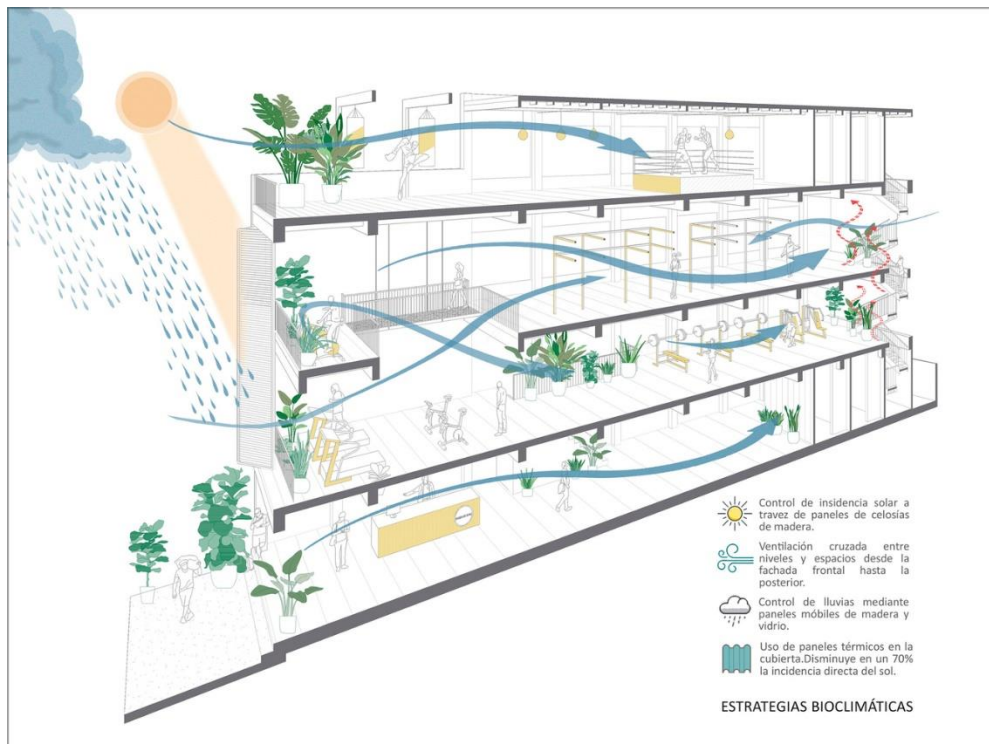 Control de insidencia solar a
travez de paneles de celosías
de madera.
Ventilación cruzada entre
niveles y espacios desde la
fachada frontal hasta la
posterior.
Control de lluvias mediante
paneles móbiles de madera y
vidrio.
Uso de paneles térmicos en la
cubierta.Disminuye en un 70%
la incidencia directa del sol.
ESTRATEGIAS BIOCLIMÁTICAS